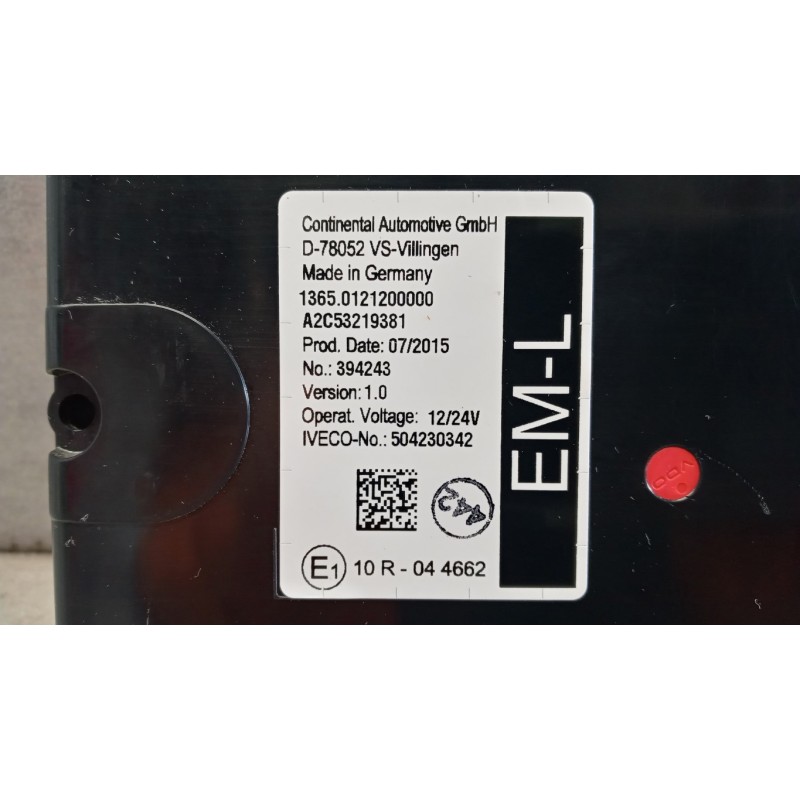 Continental Automotive GmbH
D-78052 VS-Villingen
Made in Germany
1365.0121200000
A2C53219381
Prod. Date: 07/2015
No.: 394243
Version: 1.0
Operat. Voltage: 12/24V
IVECO-No.: 504230342
EM-L
VDO
442
E1 10 R - 04 4662